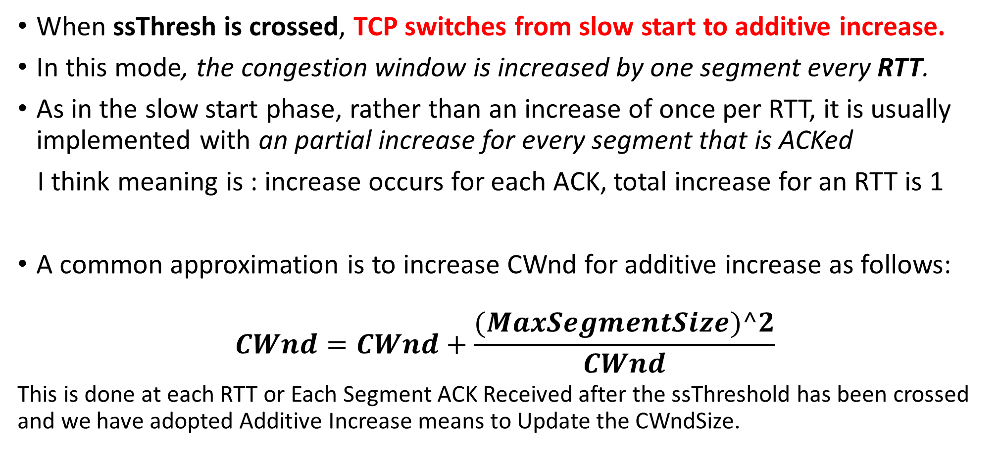 • When ssThresh is crossed, TCP switches from slow start to additive increase.
• In this mode, the congestion window is increased by one segment every RTT.
• As in the slow start phase, rather than an increase of once per RTT, it is usually
implemented with an partial increase for every segment that is ACKed
I think meaning is : increase occurs for each ACK, total increase for an RTT is 1
• A common approximation is to increase CWnd for additive increase as follows:
CWnd = CWnd + (MaxSegmentSize)^2 / CWnd
This is done at each RTT or Each Segment ACK Received after the ssThreshold has been crossed
and we have adopted Additive Increase means to Update the CWndSize.